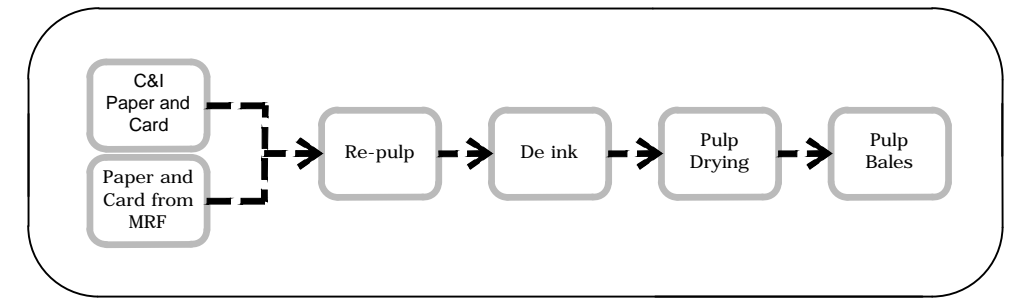 C&I
Paper and
Card
Paper and
Card from
MRF
Re-pulp
De ink
Pulp
Drying
Pulp
Bales